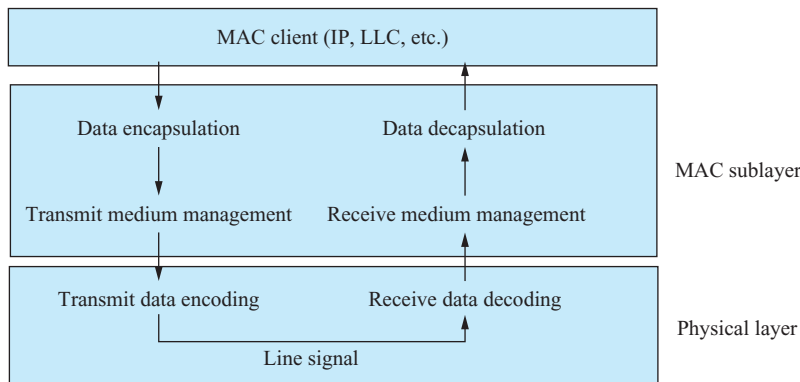 MAC client (IP, LLC, etc.)
Data encapsulation
Data decapsulation
MAC sublayer
Transmit medium management
Receive medium management
Transmit data encoding
Receive data decoding
Physical layer
Line signal